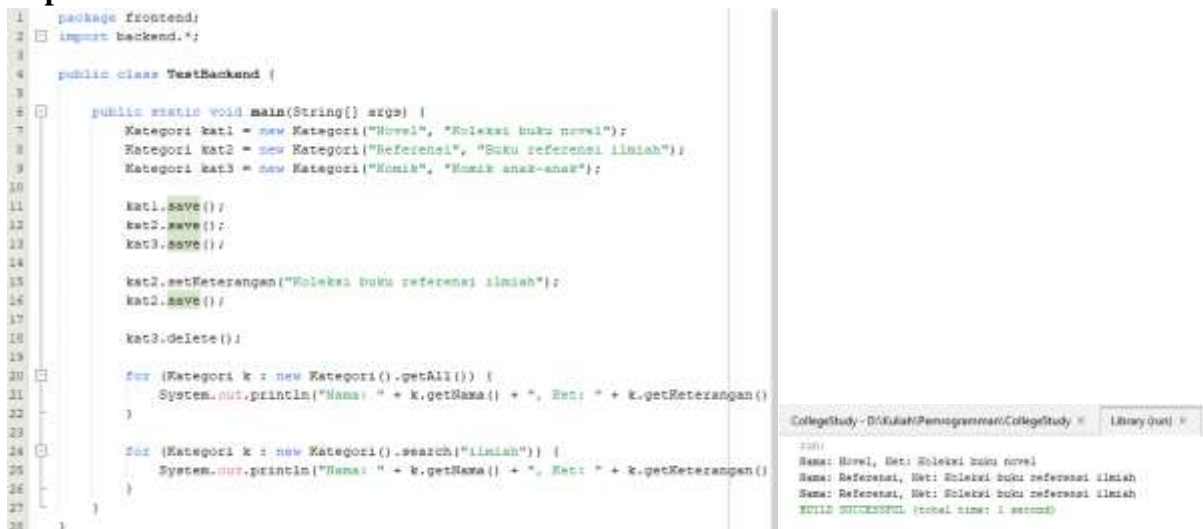 package frontend;
import backend.*;
public class TestBackend {
public static void main(String[] args) {
Kategori kat1 = new Kategori("Novel", "Koleksi buku novel");
Kategori kat2 = new Kategori("Referensi", "Buku referensi ilmiah");
Kategori kat3 = new Kategori("Komik", "Komik anak-anak");
kat1.save();
kat2.save();
kat3.save();
kat2.setKeterangan("Koleksi buku referensi ilmiah");
kat2.save();
kat3.delete();
for (Kategori k : new Kategori().getAll()) {
System.out.println("Nama: " + k.getNama() + ", Ket: " + k.getKeterangan()
}
for (Kategori k : new Kategori().search("ilmiah")) {
System.out.println("Nama: " + k.getNama() + ", Ket: " + k.getKeterangan()
}
}
}
CollegeStudy - D:\Kuliah\Pemrogramman\CollegeStudy × Library (run) ×
run:
Nama: Novel, Ket: Koleksi buku novel
Nama: Referensi, Ket: Koleksi buku referensi ilmiah
Nama: Referensi, Ket: Koleksi buku referensi ilmiah
BUILD SUCCESSFUL (total time: 1 second)